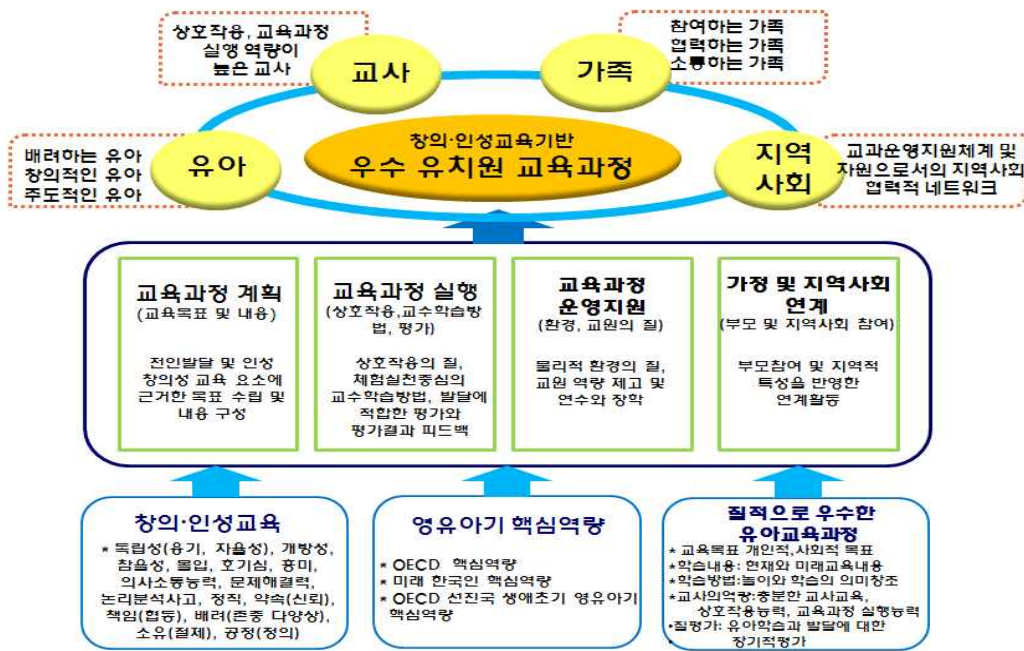 상호작용, 교육과정
실행 역량이
높은 교사
교사
가족
참여하는 가족
협력하는 가족
소통하는 가족
배려하는 유아
창의적인 유아
주도적인 유아
유아
창의·인성교육기반
우수 유치원 교육과정
지역
사회
교과운영지원체계 및
자원으로서의 지역사회
협력적 네트워크
교육과정 계획
(교육목표 및 내용)
전인발달 및 인성
창의성 교육 요소에
근거한 목표 수립 및
내용 구성
교육과정 실행
(상호작용,교수학습방
법, 평가)
상호작용의 질,
체험실천중심의
교수학습방법, 발달에
적합한 평가와
평가결과 피드백
교육과정
운영지원
(환경, 교원의 질)
물리적 환경의 질,
교원 역량 제고 및
연수와 장학
가정 및 지역사회
연계
(부모 및 지역사회 참여)
부모참여 및 지역적
특성을 반영한
연계활동
창의·인성교육
* 독립성(용기, 자율성), 개방성,
참을성, 몰입, 호기심, 흥미,
의사소통능력, 문제해결력,
논리분석사고, 정직, 약속(신뢰),
책임(협동), 배려(존중 다양상),
소유(절제), 공정(정의)
영유아기 핵심역량
* OECD 핵심역량
* 미래 한국인 핵심역량
* OECD 선진국 생애초기 영유아기
핵심역량
질적으로 우수한
유아교육과정
* 교육목표 개인적,사회적 목표
*학습내용: 현재와 미래교육내용
*학습방법:놀이와 학습의 의미창조
*교사의역량:충분한 교사교육,
상호작용능력, 교육과정 실행능력
•질평가: 유아학습과 발달에 대한
• 장기적평가